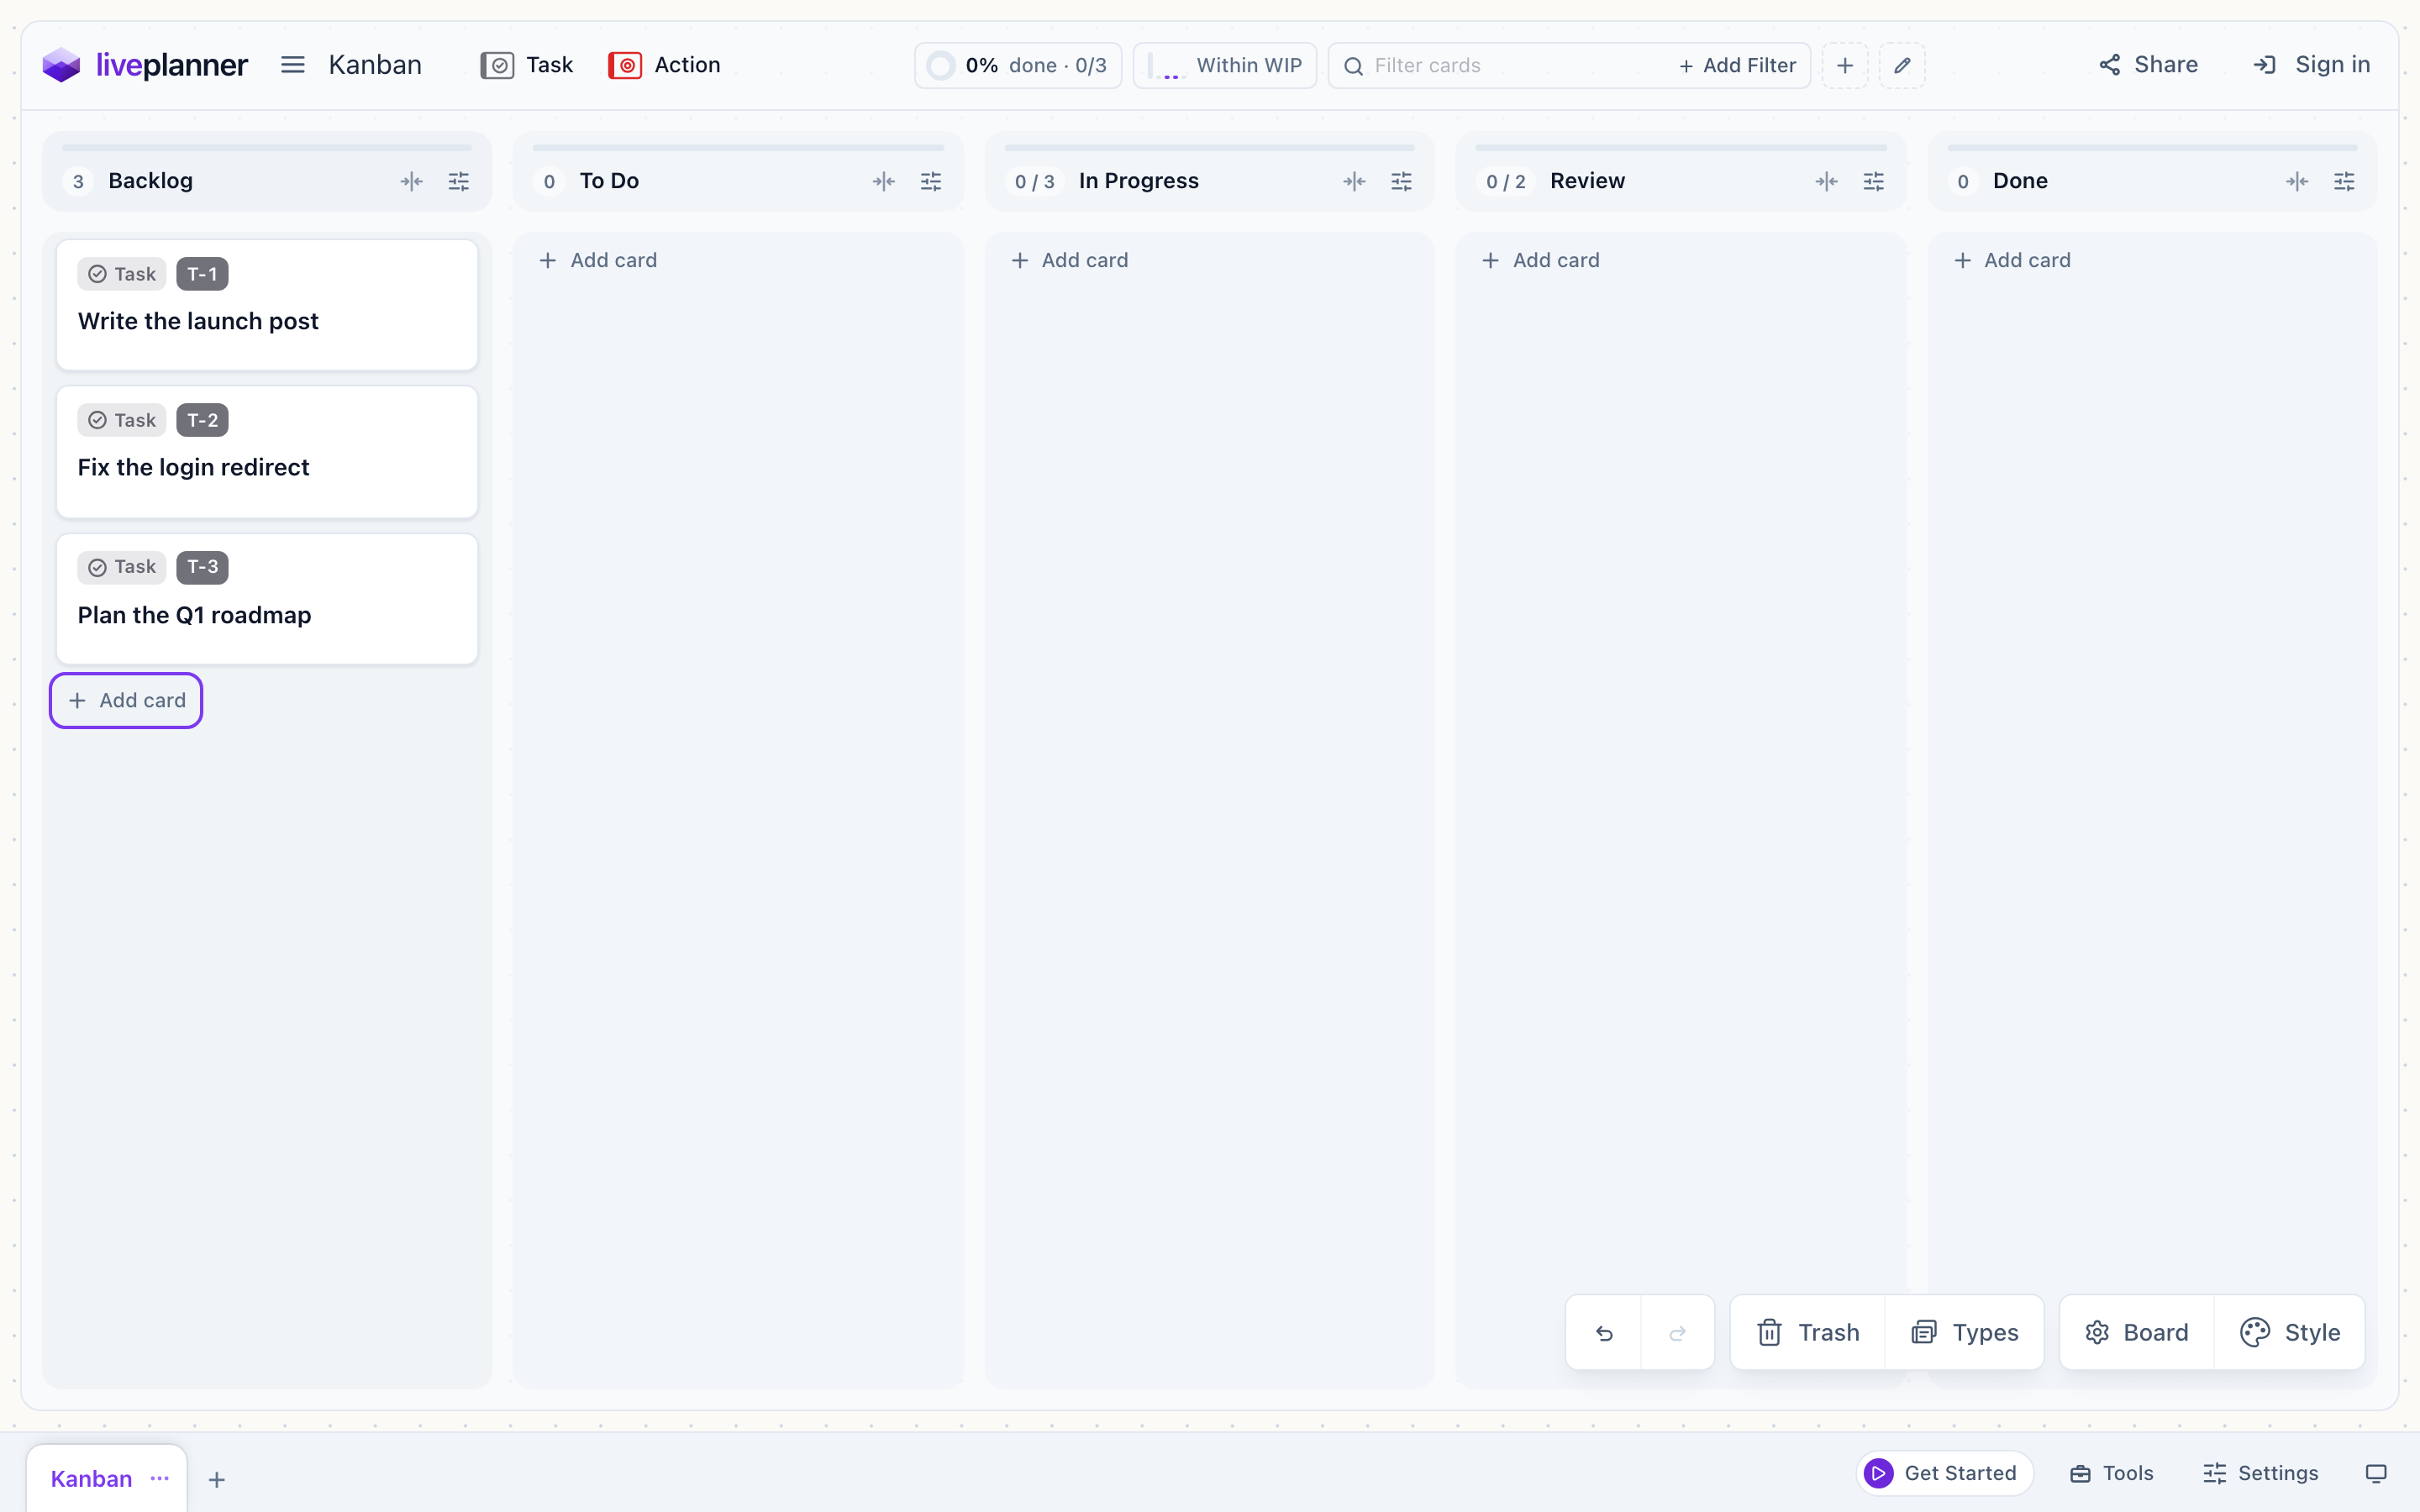 liveplanner
Kanban
Task
Action
0% done · 0/3
Within WIP
Filter cards
+ Add Filter
Share
Sign in
3 Backlog
0 To Do
0 / 3 In Progress
0 / 2 Review
0 Done
Task T-1
Write the launch post
Task T-2
Fix the login redirect
Task T-3
Plan the Q1 roadmap
+ Add card
+ Add card
+ Add card
+ Add card
+ Add card
Trash
Types
Board
Style
Kanban ···
Get Started
Tools
Settings